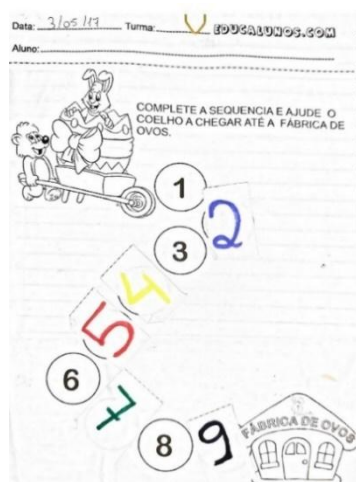 Data: 3/05/17 Turma: EDUCALUNOS.COM
Aluno:
COMPLETE A SEQUENCIA E AJUDE O
COELHO A CHEGAR ATÉ A FÁBRICA DE
OVOS.
1
2
3
4
5
6
7
8
9
FÁBRICA DE OVOS